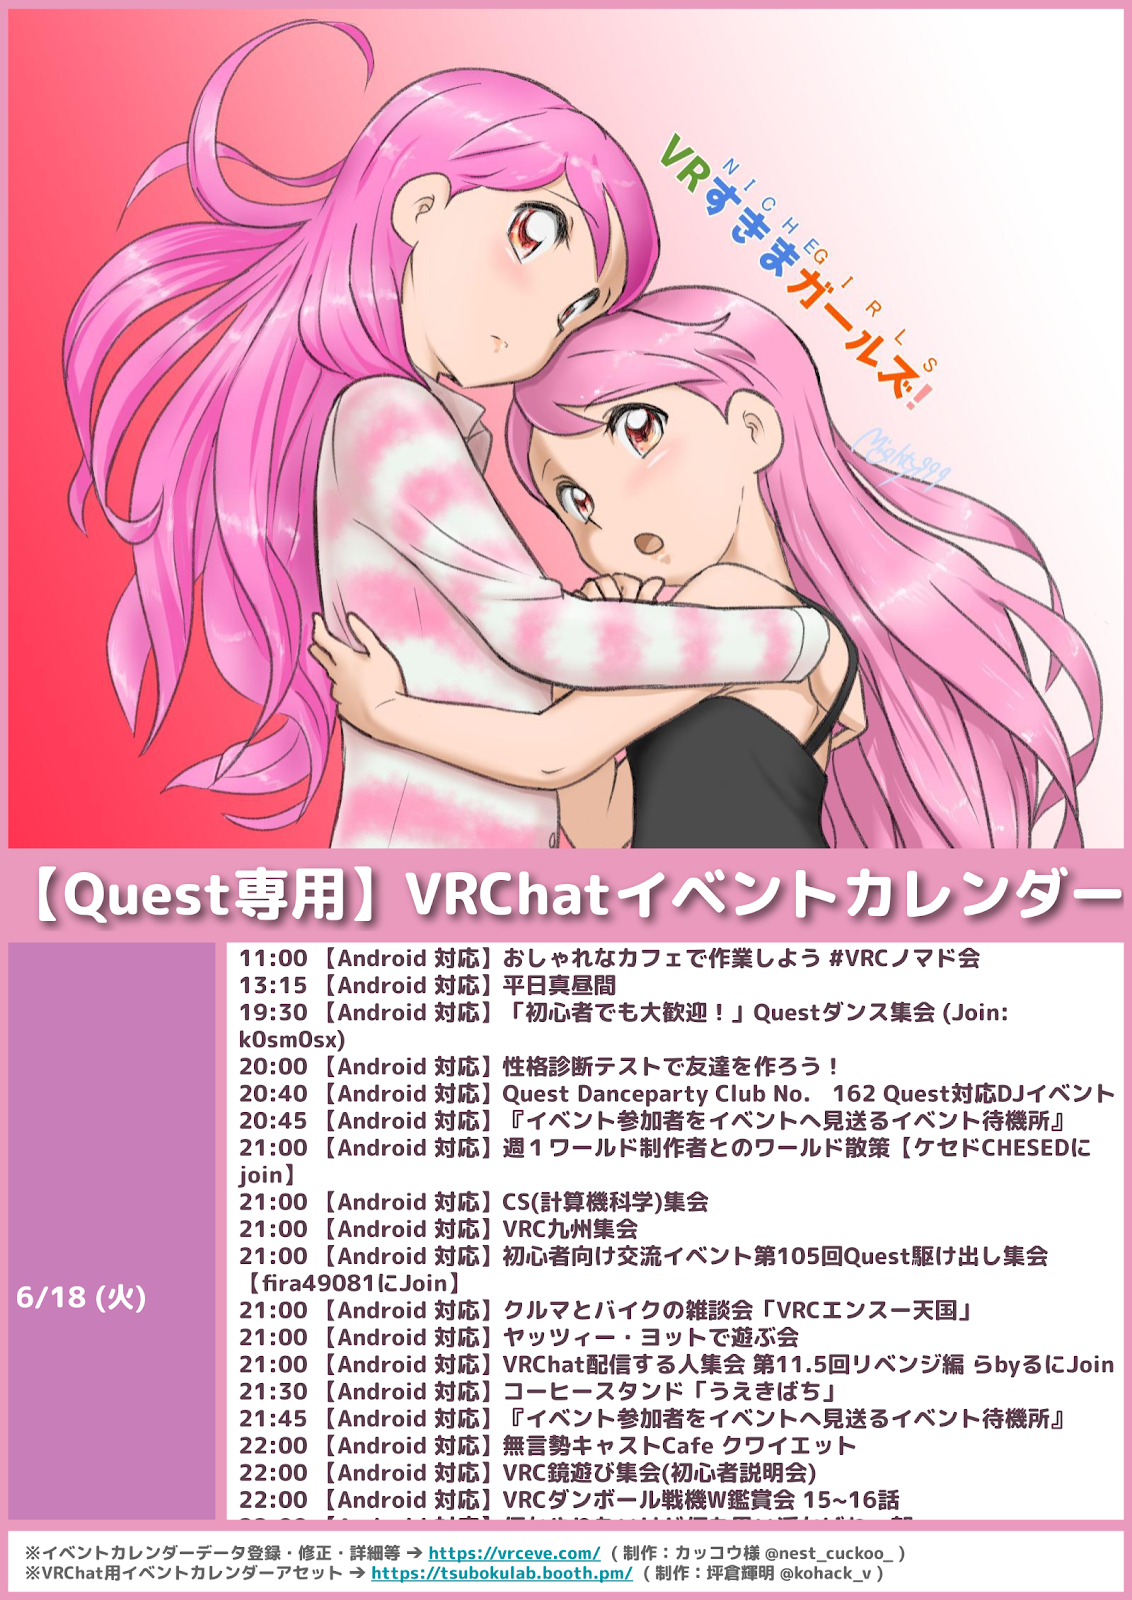 NICHE GIRLS
VRすきまガールズ!
Mighty999
【Quest専用】VRChatイベントカレンダー
6/18 (火)
11:00 【Android 対応】おしゃれなカフェで作業しよう #VRCノマド会
13:15 【Android 対応】平日真昼間
19:30 【Android 対応】「初心者でも大歓迎！」Questダンス集会 (Join:
k0sm0sx)
20:00 【Android 対応】性格診断テストで友達を作ろう！
20:40 【Android 対応】Quest Danceparty Club No. 162 Quest対応DJイベント
20:45 【Android 対応】『イベント参加者をイベントへ見送るイベント待機所』
21:00 【Android 対応】週１ワールド制作者とのワールド散策【ケセドCHESEDに
join】
21:00 【Android 対応】CS(計算機科学)集会
21:00 【Android 対応】VRC九州集会
21:00 【Android 対応】初心者向け交流イベント第105回Quest駆け出し集会
【fira49081にJoin】
21:00 【Android 対応】クルマとバイクの雑談会「VRCエンスー天国」
21:00 【Android 対応】ヤッツィー・ヨットで遊ぶ会
21:00 【Android 対応】VRChat配信する人集会 第11.5回リベンジ編 らbyるにJoin
21:30 【Android 対応】コーヒースタンド「うえきばち」
21:45 【Android 対応】『イベント参加者をイベントへ見送るイベント待機所』
22:00 【Android 対応】無言勢キャストCafe クワイエット
22:00 【Android 対応】VRC鏡遊び集会(初心者説明会)
22:00 【Android 対応】VRCダンボール戦機W鑑賞会 15~16話
※イベントカレンダーデータ登録・修正・詳細等 → https://vrceve.com/ ( 制作：カッコウ様 @nest_cuckoo_ )
※VRChat用イベントカレンダーアセット → https://tsubokulab.booth.pm/ ( 制作：坪倉輝明 @kohack_v )